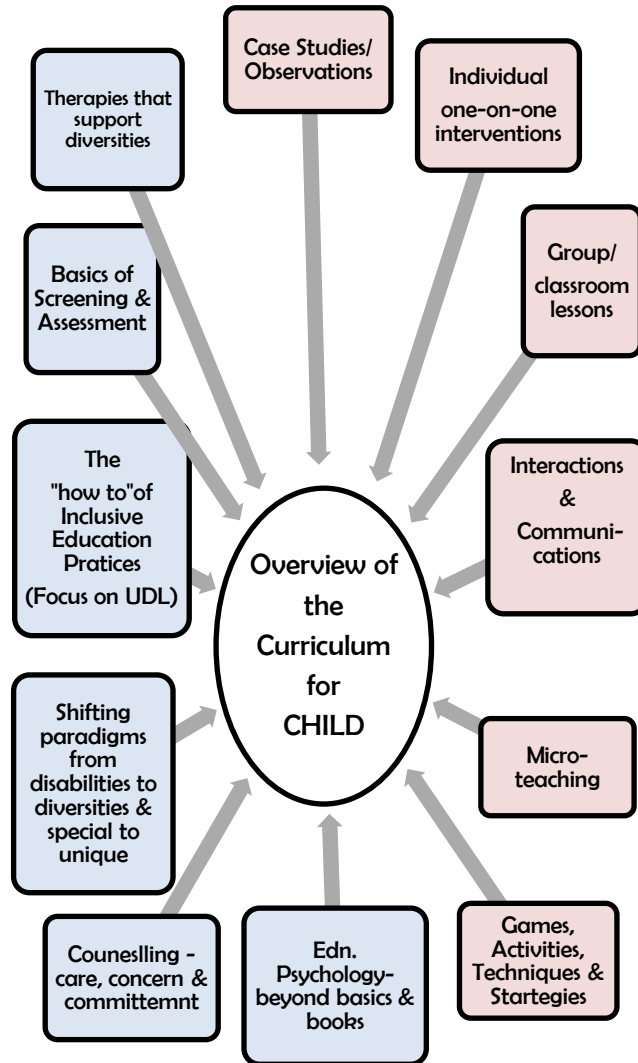 Case Studies/
Observations
Individual
one-on-one
interventions
Therapies that
support
diversities
Group/
classroom
lessons
Basics of
Screening &
Assessment
The
"how to"of
Inclusive
Education
Pratices
(Focus on UDL)
Interactions
&
Communi-
cations
Overview of
the
Curriculum
for
CHILD
Shifting
paradigms
from
disabilities to
diversities &
special to
unique
Micro-
teaching
Couneslling -
care, concern &
committemnt
Edn.
Psychology-
beyond basics &
books
Games,
Activities,
Techniques &
Startegies